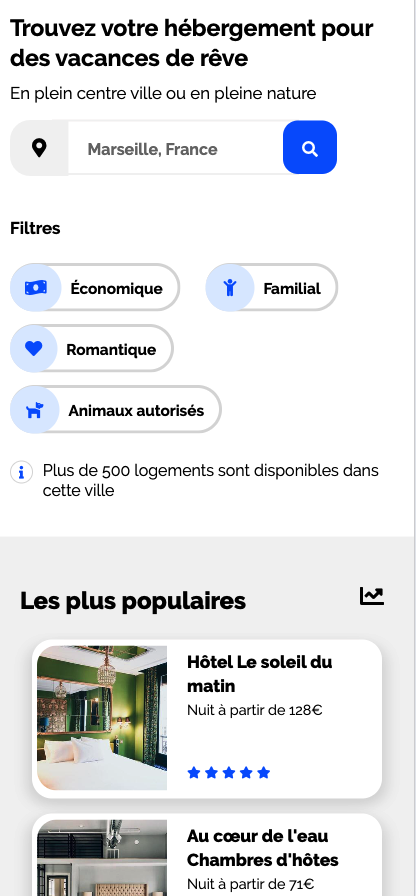 Trouvez votre hébergement pour
des vacances de rêve
En plein centre ville ou en pleine nature
Marseille, France
Filtres
Économique
Familial
Romantique
Animaux autorisés
Plus de 500 logements sont disponibles dans
cette ville
Les plus populaires
Hôtel Le soleil du
matin
Nuit à partir de 128€
Au cœur de l'eau
Chambres d'hôtes
Nuit à partir de 71€